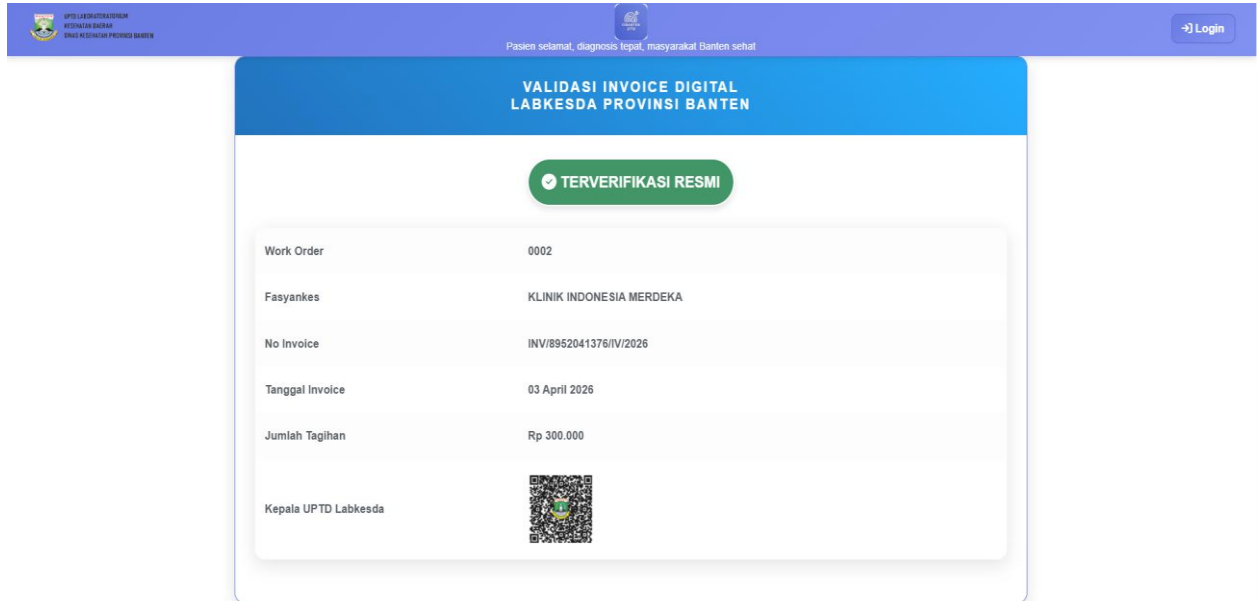 UPTD LABORATORATORIUM
KESEHATAN DAERAH
DINAS KESEHATAN PROVINSI BANTEN
Pasien selamat, diagnosis tepat, masyarakat Banten sehat
Login
VALIDASI INVOICE DIGITAL
LABKESDA PROVINSI BANTEN
TERVERIFIKASI RESMI
Work Order 0002
Fasyankes KLINIK INDONESIA MERDEKA
No Invoice INV/8952041376/IV/2026
Tanggal Invoice 03 April 2026
Jumlah Tagihan Rp 300.000
Kepala UPTD Labkesda